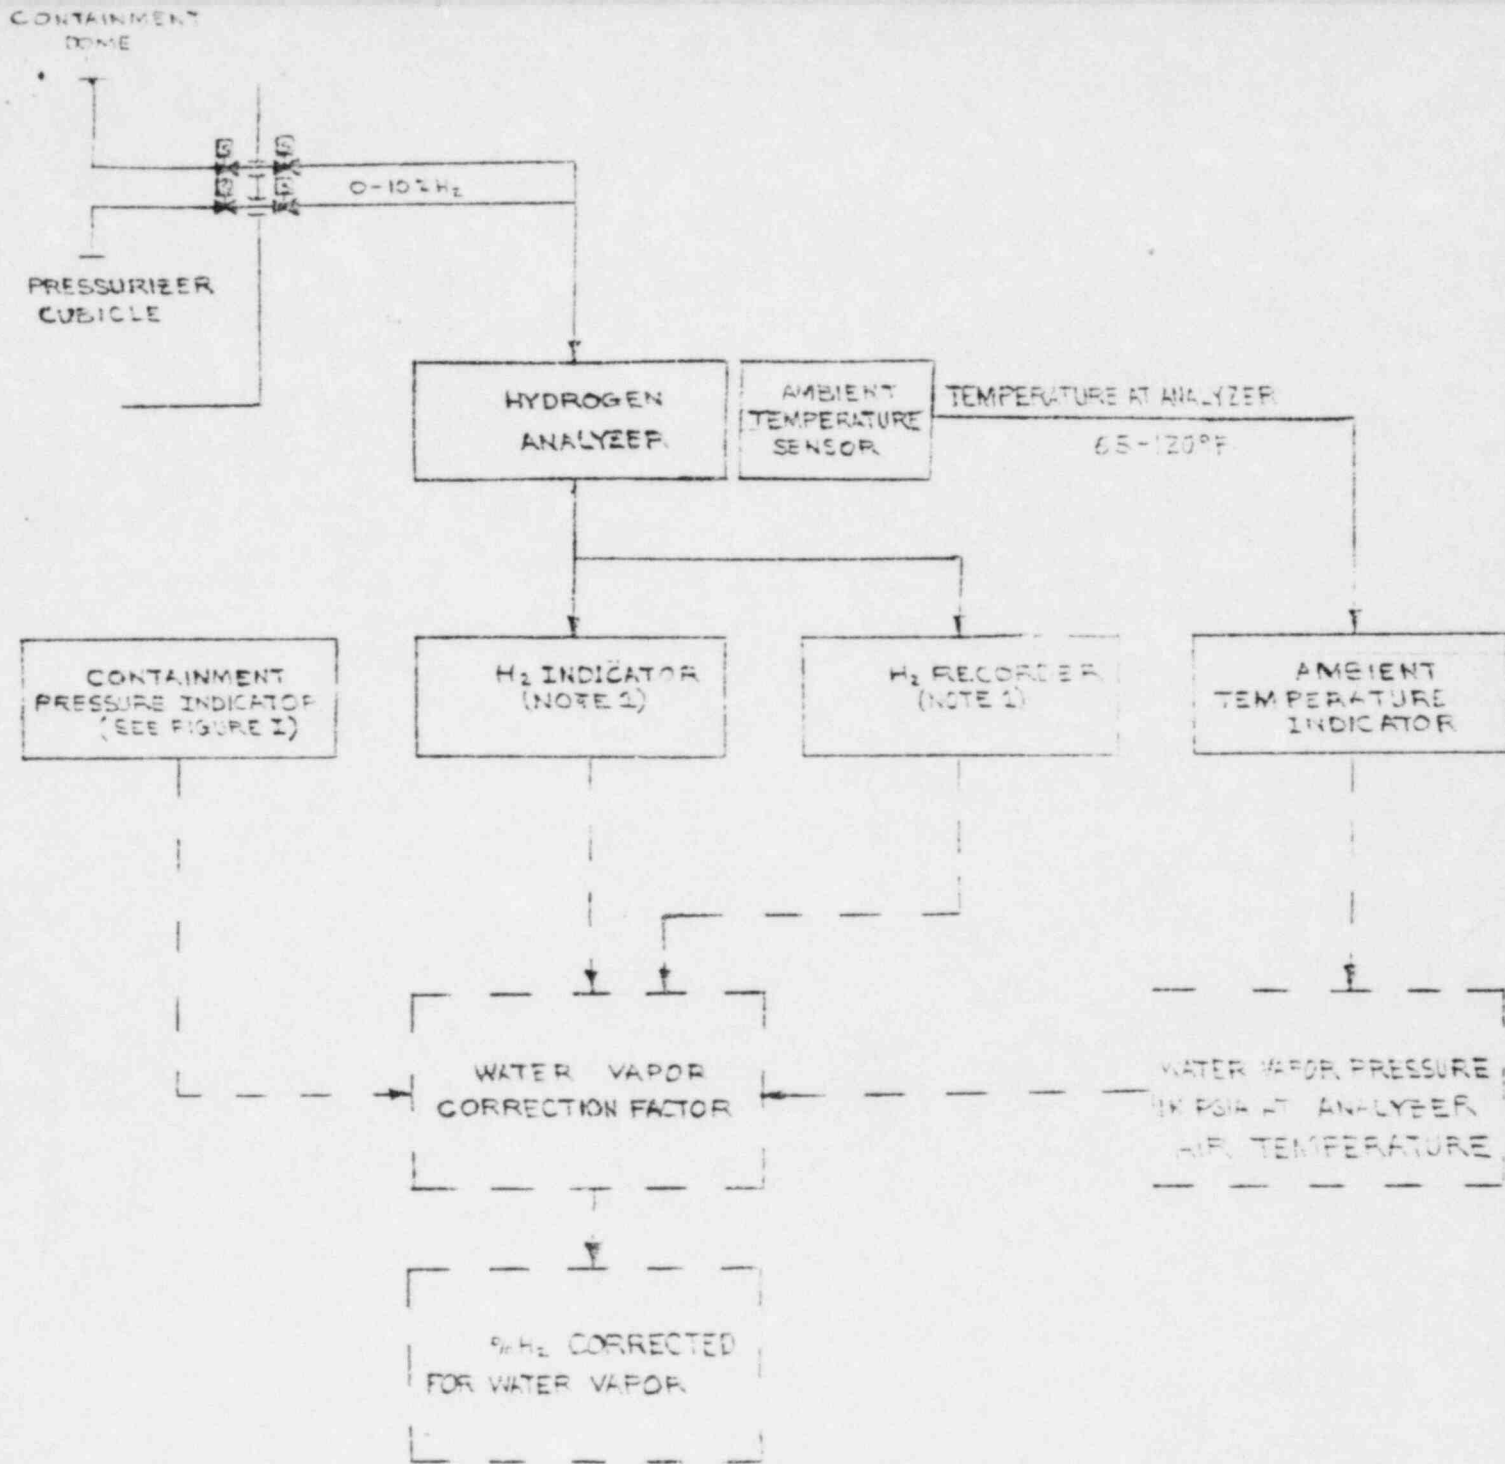 CONTAINMENT
DOME
0-10% H₂
PRESSURIZER
CUBICLE
HYDROGEN
ANALYZER
AMBIENT
TEMPERATURE
SENSOR
TEMPERATURE AT ANALYZER
65-120°F
CONTAINMENT
PRESSURE INDICATOR
(SEE FIGURE I)
H₂ INDICATOR
(NOTE 1)
H₂ RECORDER
(NOTE 1)
AMBIENT
TEMPERATURE
INDICATOR
WATER VAPOR
CORRECTION FACTOR
WATER VAPOR PRESSURE
IN PSIA AT ANALYZER
AIR TEMPERATURE
% H₂ CORRECTED
FOR WATER VAPOR